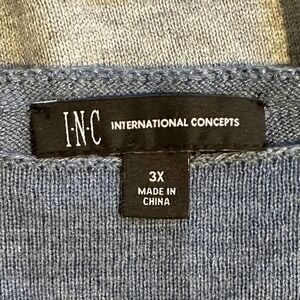 I·N·C INTERNATIONAL CONCEPTS
3X
MADE IN
CHINA